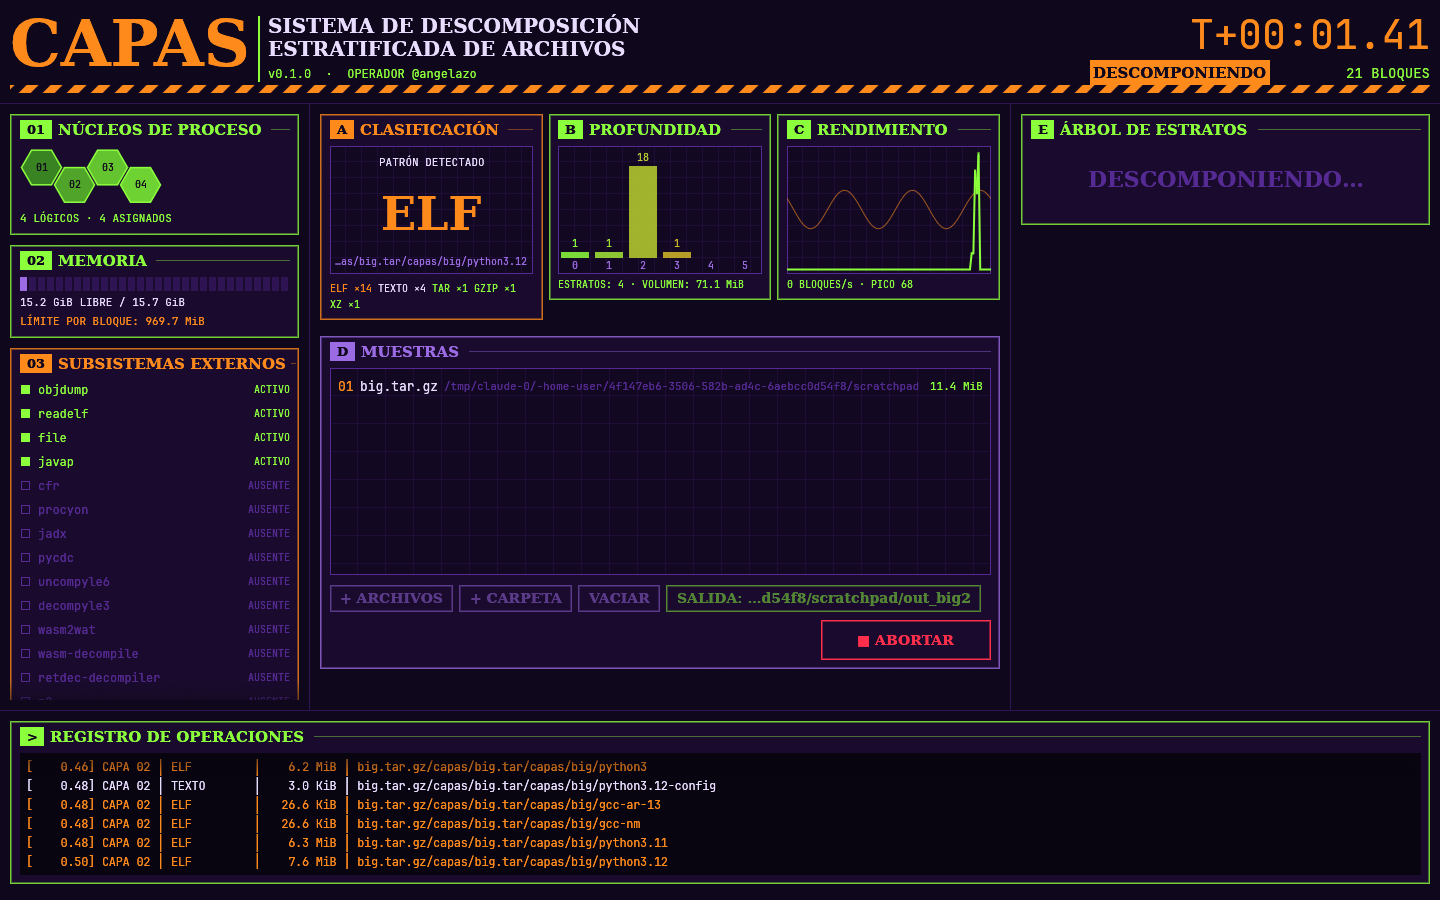 CAPAS
SISTEMA DE DESCOMPOSICIÓN
ESTRATIFICADA DE ARCHIVOS
v0.1.0 · OPERADOR @angelazo
T+00:01.41
DESCOMPONIENDO
21 BLOQUES
01 NÚCLEOS DE PROCESO
01
02
03
04
4 LÓGICOS · 4 ASIGNADOS
02 MEMORIA
15.2 GiB LIBRE / 15.7 GiB
LÍMITE POR BLOQUE: 969.7 MiB
03 SUBSISTEMAS EXTERNOS
objdump ACTIVO
readelf ACTIVO
file ACTIVO
javap ACTIVO
cfr AUSENTE
procyon AUSENTE
jadx AUSENTE
pycdc AUSENTE
uncompyle6 AUSENTE
decompyle3 AUSENTE
wasm2wat AUSENTE
wasm-decompile AUSENTE
retdec-decompiler AUSENTE
A CLASIFICACIÓN
PATRÓN DETECTADO
ELF
…as/big.tar/capas/big/python3.12
ELF ×14 TEXTO ×4 TAR ×1 GZIP ×1
XZ ×1
B PROFUNDIDAD
18
1 1 1
0 1 2 3 4 5
ESTRATOS: 4 · VOLUMEN: 71.1 MiB
C RENDIMIENTO
0 BLOQUES/s · PICO 68
D MUESTRAS
01 big.tar.gz /tmp/claude-0/-home-user/4f147eb6-3506-582b-ad4c-6aebcc0d54f8/scratchpad 11.4 MiB
+ ARCHIVOS
+ CARPETA
VACIAR
SALIDA: …d54f8/scratchpad/out_big2
■ ABORTAR
E ÁRBOL DE ESTRATOS
DESCOMPONIENDO…
> REGISTRO DE OPERACIONES
[ 0.46] CAPA 02 │ ELF │ 6.2 MiB │ big.tar.gz/capas/big.tar/capas/big/python3
[ 0.48] CAPA 02 │ TEXTO │ 3.0 KiB │ big.tar.gz/capas/big.tar/capas/big/python3.12-config
[ 0.48] CAPA 02 │ ELF │ 26.6 KiB │ big.tar.gz/capas/big.tar/capas/big/gcc-ar-13
[ 0.48] CAPA 02 │ ELF │ 26.6 KiB │ big.tar.gz/capas/big.tar/capas/big/gcc-nm
[ 0.48] CAPA 02 │ ELF │ 6.3 MiB │ big.tar.gz/capas/big.tar/capas/big/python3.11
[ 0.50] CAPA 02 │ ELF │ 7.6 MiB │ big.tar.gz/capas/big.tar/capas/big/python3.12